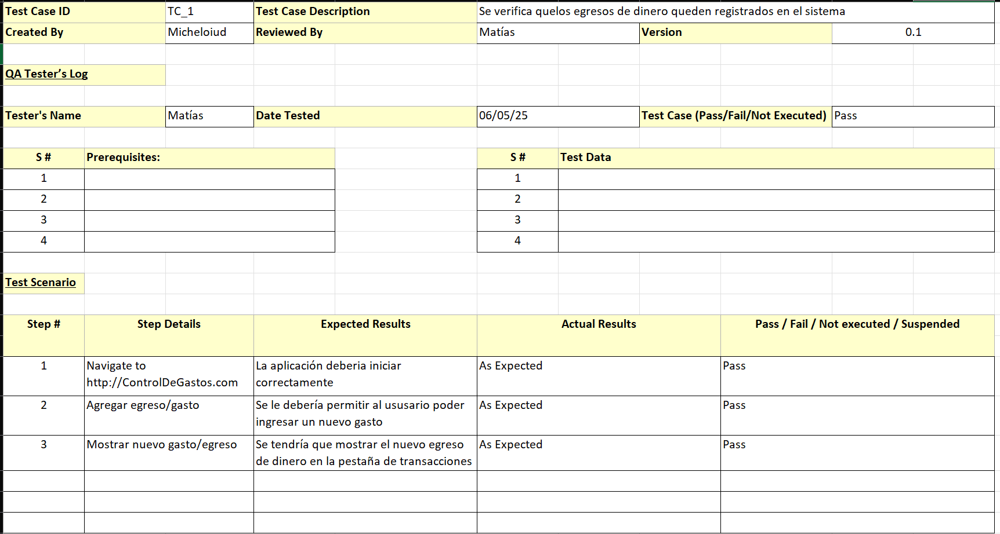 Test Case ID TC_1 Test Case Description Se verifica quelos egresos de dinero queden registrados en el sistema
Created By Micheloiud Reviewed By Matías Version 0.1
QA Tester’s Log
Tester's Name Matías Date Tested 06/05/25 Test Case (Pass/Fail/Not Executed) Pass
S # Prerequisites: S # Test Data
1 1
2 2
3 3
4 4
Test Scenario
Step # Step Details Expected Results Actual Results Pass / Fail / Not executed / Suspended
1 Navigate to La aplicación deberia iniciar As Expected Pass
http://ControlDeGastos.com correctamente
2 Agregar egreso/gasto Se le debería permitir al ususario poder As Expected Pass
ingresar un nuevo gasto
3 Mostrar nuevo gasto/egreso Se tendría que mostrar el nuevo egreso As Expected Pass
de dinero en la pestaña de transacciones